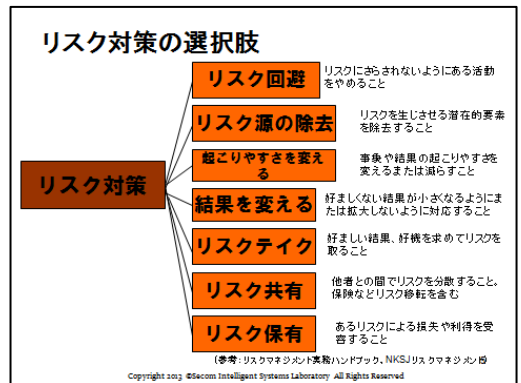 リスク対策の選択肢
リスク対策
リスク回避
リスクにさらされないようにある活動
をやめること
リスク源の除去
リスクを生じさせる潜在的要素
を除去すること
起こりやすさを変え
る
事象や結果の起こりやすさを
変えるまたは減らすこと
結果を変える
好ましくない結果が小さくなるようにま
たは拡大しないように対応すること
リスクテイク
好ましい結果、好機を求めてリスクを
取ること
リスク共有
他者との間でリスクを分散すること。
保険などリスク移転を含む
リスク保有
あるリスクによる損失や利得を受
容すること
(参考:リスクマネジメント実務ハンドブック、NKSJリスクマネジメント
Copyright 2013 ©Secom Intelligent Systems Laboratory All Rights Reserved